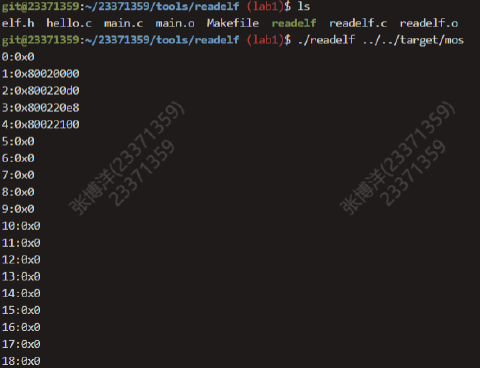 git@23371359:~/23371359/tools/readelf (lab1)$ ls
elf.h hello.c main.c main.o Makefile readelf readelf.c readelf.o
git@23371359:~/23371359/tools/readelf (lab1)$ ./readelf ../../target/mos
0:0x0
1:0x80020000
2:0x800220d0
3:0x800220e8
4:0x80022100
5:0x0
6:0x0
7:0x0
8:0x0
9:0x0
10:0x0
11:0x0
12:0x0
13:0x0
14:0x0
15:0x0
16:0x0
17:0x0
18:0x0
张博洋(23371359)
23371359
张博洋(23371359)
23371359